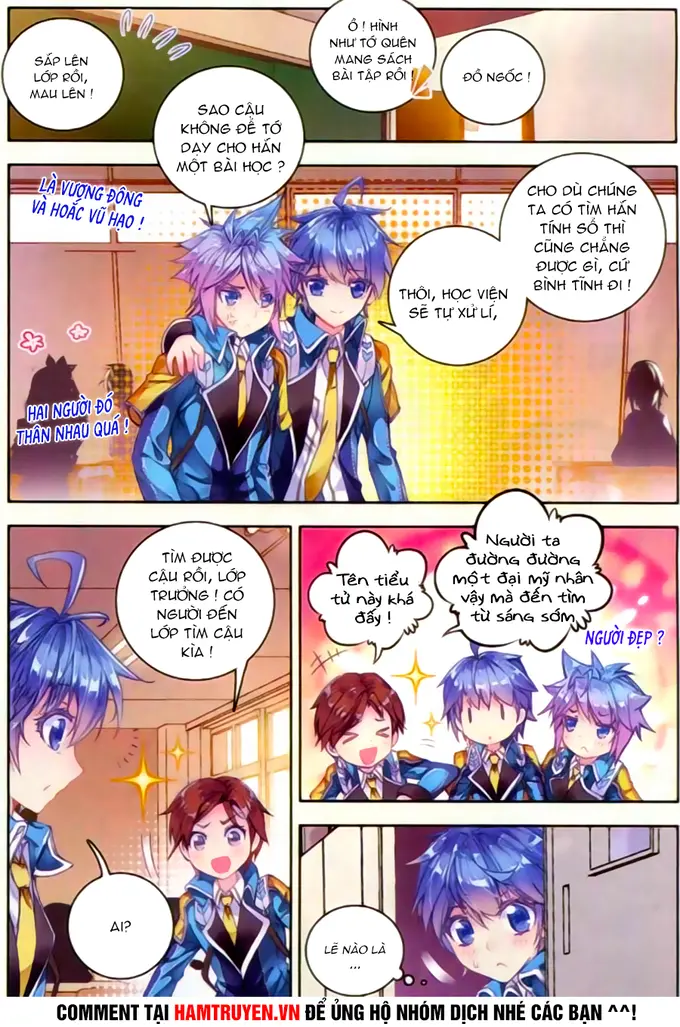 SẮP LÊN
LỚP RỒI,
MAU LÊN !
Ồ ! HÌNH
NHƯ TỚ QUÊN
MANG SÁCH
BÀI TẬP RỒI !
ĐỒ NGỐC !
SAO CẬU
KHÔNG ĐỂ TỚ
DẠY CHO HẮN
MỘT BÀI HỌC ?
LÀ VƯƠNG ĐÔNG
VÀ HOẮC VŨ HẠO !
CHO DÙ CHÚNG
TA CÓ TÌM HẮN
TÍNH SỔ THÌ
CŨNG CHẲNG
ĐƯỢC GÌ, CỨ
BÌNH TĨNH ĐI !
THÔI, HỌC VIỆN
SẼ TỰ XỬ LÍ,
HAI NGƯỜI ĐÓ
THÂN NHAU QUÁ !
TÌM ĐƯỢC
CẬU RỒI, LỚP
TRƯỞNG ! CÓ
NGƯỜI ĐẾN
LỚP TÌM CẬU
KÌA !
AI?
Tên tiểu
tử này khá
đấy !
Người ta
đường đường
một đại mỹ nhân
vậy mà đến tìm
từ sáng sớm
NGƯỜI ĐẸP ?
LẼ NÀO LÀ
...
COMMENT TẠI HAMTRUYEN.VN ĐỂ ỦNG HỘ NHÓM DỊCH NHÉ CÁC BẠN ^^!